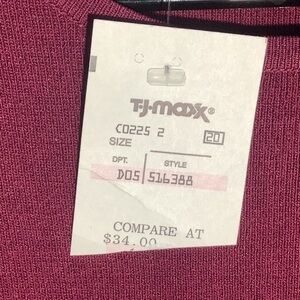 T·J·maxx®
C0225 2 20
SIZE
DPT. STYLE
D05 516388
COMPARE AT
$34.00